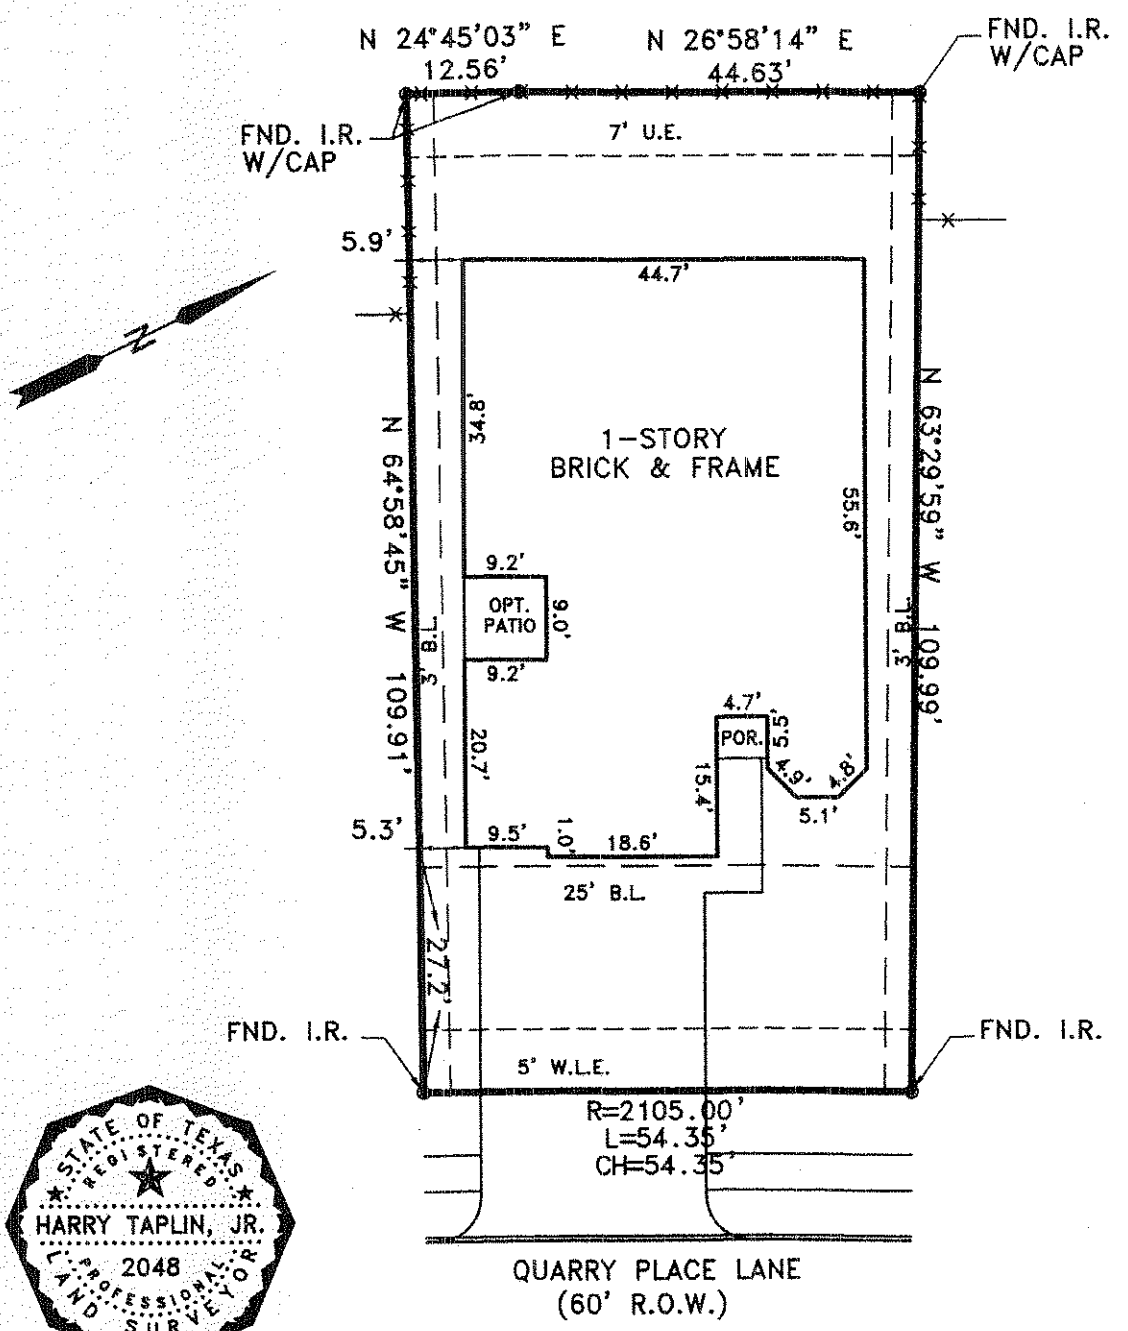 N 24°45'03" E
12.56'
N 26°58'14" E
44.63'
FND. I.R.
W/CAP
FND. I.R.
W/CAP
7' U.E.
5.9'
44.7'
N
34.8'
1-STORY
BRICK & FRAME
55.6'
N 64°58'45" W 109.91'
N 63°29'59" W 109.99'
9.2'
OPT.
PATIO
9.0'
9.2'
3' B.L.
3' B.L.
20.7'
4.7'
POR.
5.5'
4.9'
4.8'
5.1'
15.4'
5.3'
9.5'
1.0'
18.6'
25' B.L.
27.2'
FND. I.R.
FND. I.R.
5' W.L.E.
R=2105.00'
L=54.35'
CH=54.35'
QUARRY PLACE LANE
(60' R.O.W.)
STATE OF TEXAS
REGISTERED
HARRY TAPLIN, JR.
2048
PROFESSIONAL
LAND SURVEYOR